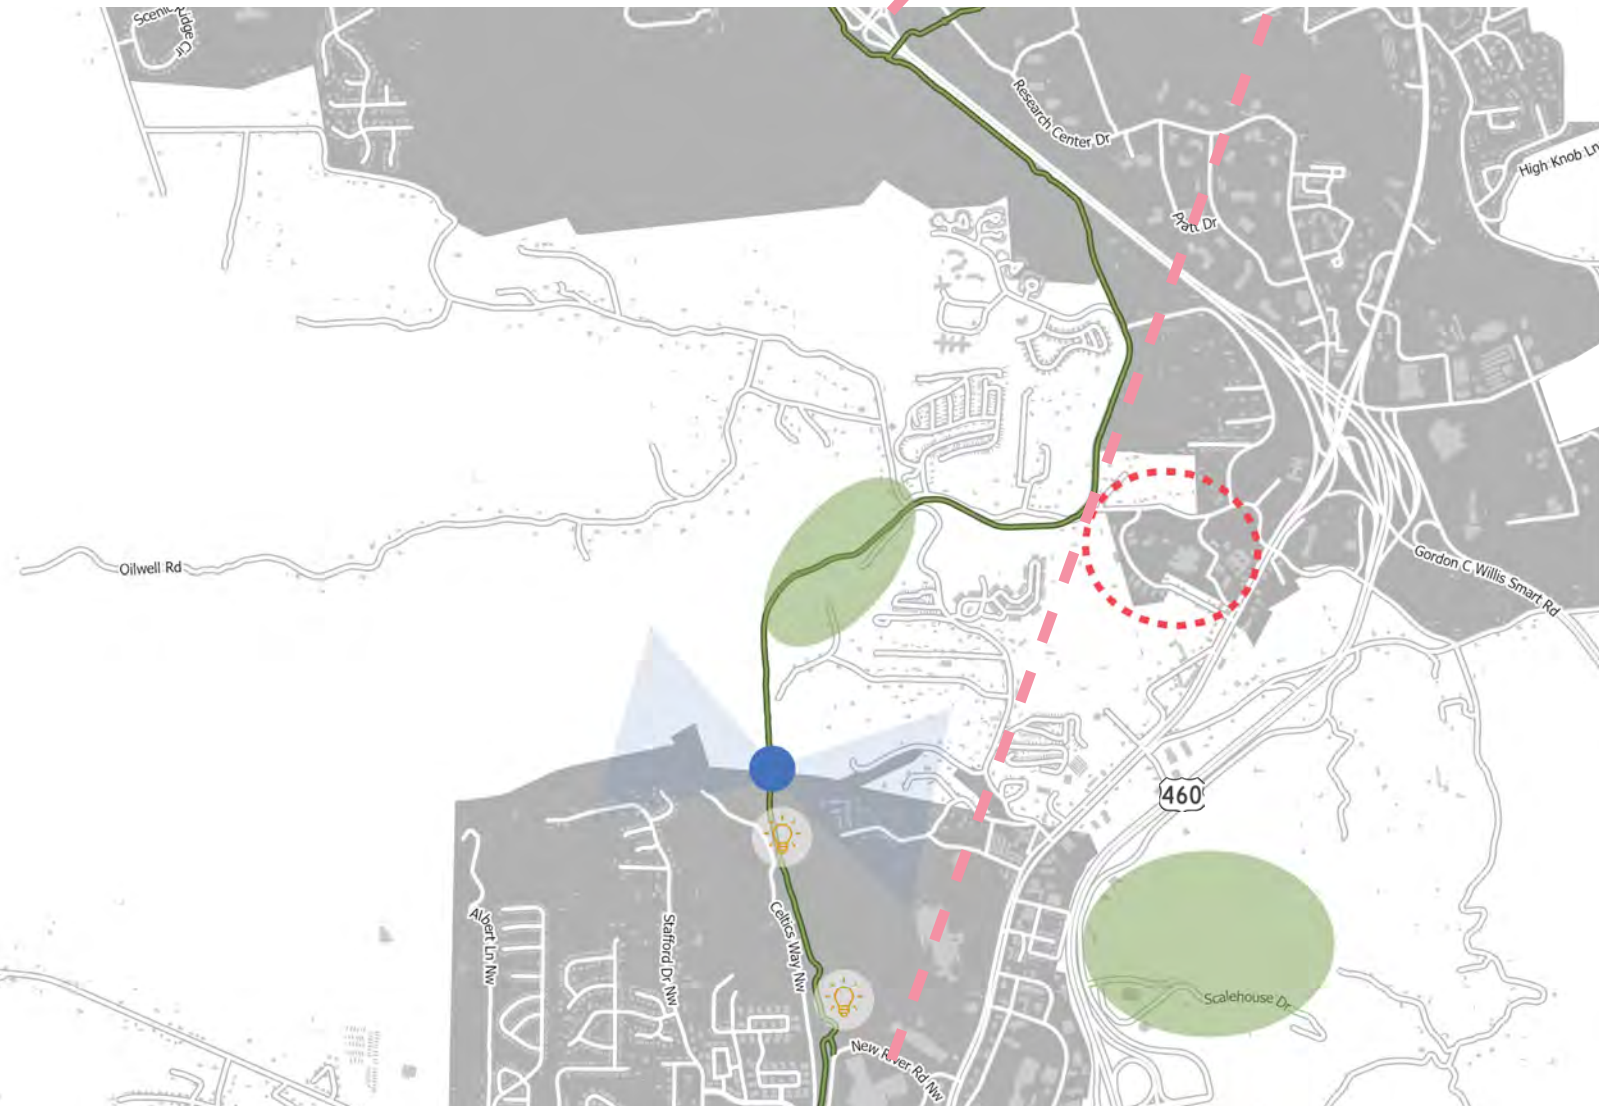 Scenic
Ridge Cir
Research Center Dr
High Knob Ln
Pratt Dr
Oilwell Rd
Gordon C Willis Smart Rd
460
Albert Ln Nw
Stafford Dr Nw
Celtics Way Nw
Scalehouse Dr
New River Rd Nw